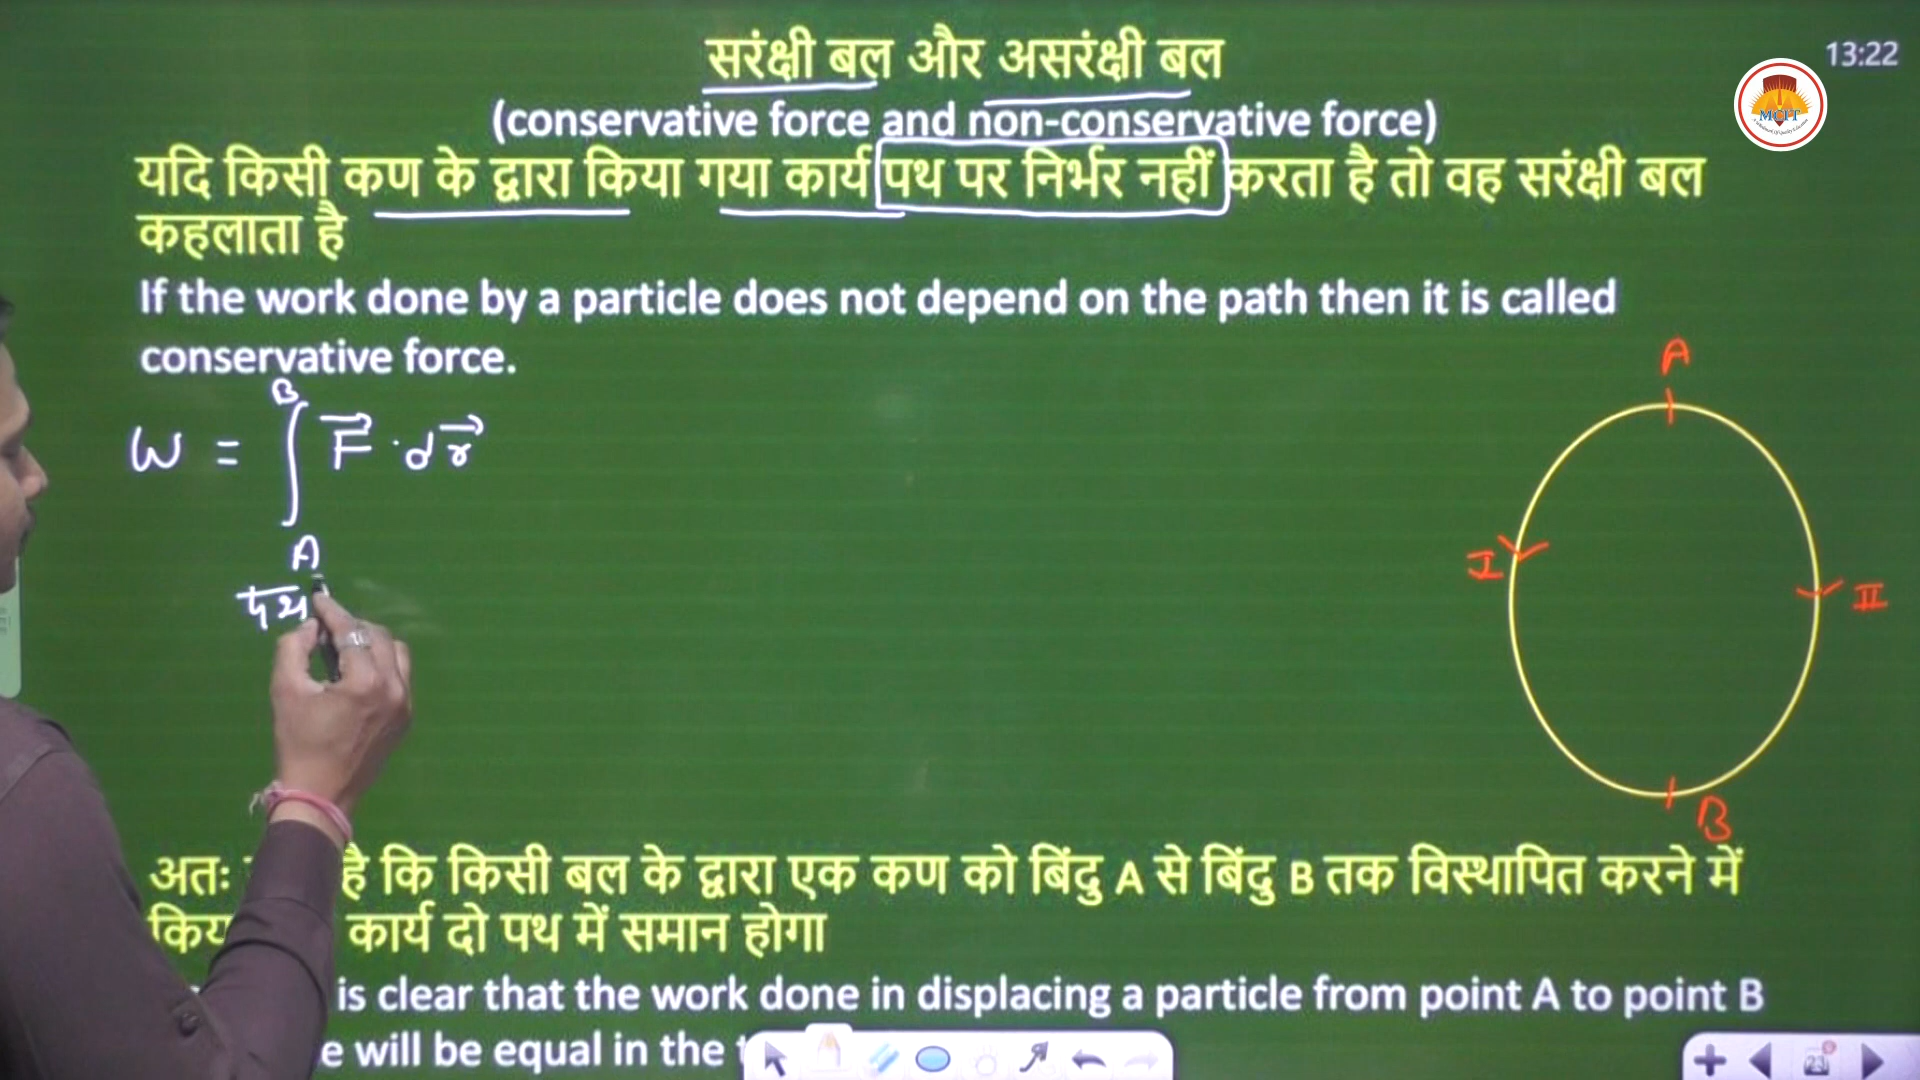 सरंक्षी बल और असरंक्षी बल
13:22
(conservative force and non-conservative force)
MCPT
यदि किसी कण के द्वारा किया गया कार्य पथ पर निर्भर नहीं करता है तो वह सरंक्षी बल
कहलाता है
If the work done by a particle does not depend on the path then it is called
conservative force.
B
W = ∫ F⃗ · dr⃗
A
पथ
A
I
II
B
अतः है कि किसी बल के द्वारा एक कण को बिंदु A से बिंदु B तक विस्थापित करने में
कार्य दो पथ में समान होगा
is clear that the work done in displacing a particle from point A to point B
will be equal in the